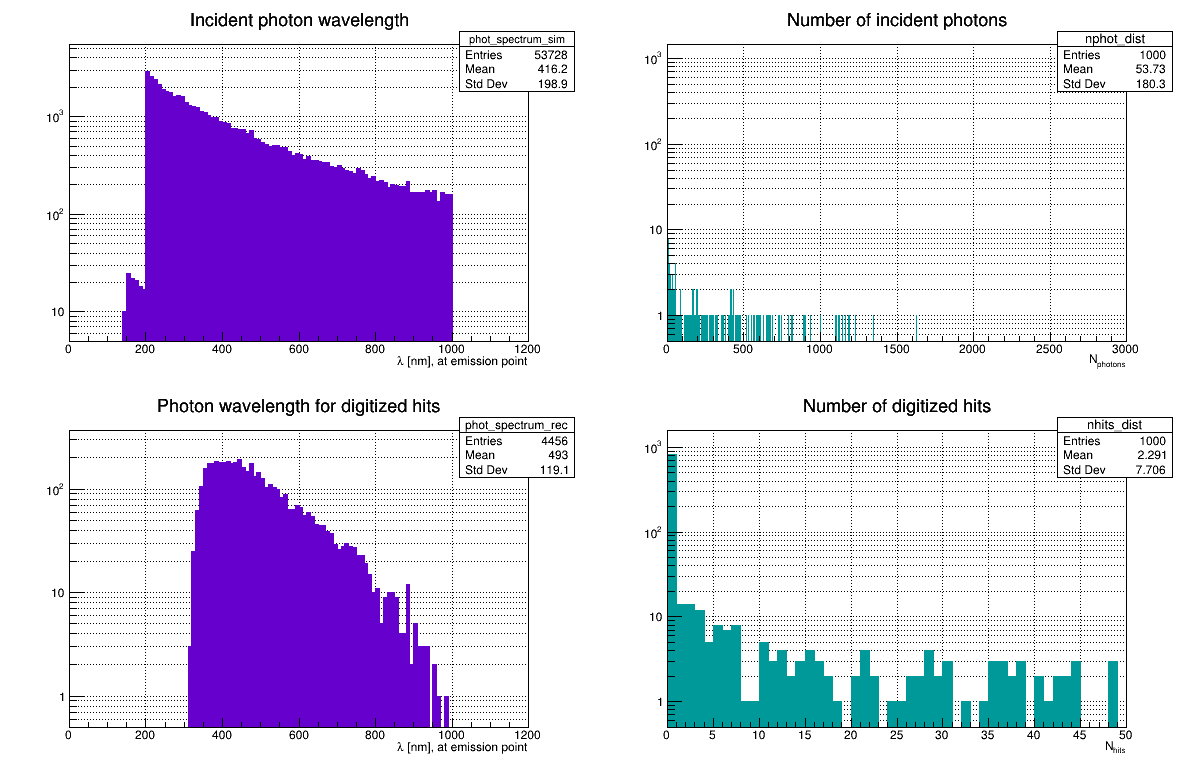 Incident photon wavelength
phot_spectrum_sim
Entries 53728
Mean 416.2
Std Dev 198.9
10³
10²
10
0 200 400 600 800 1000 1200
λ [nm], at emission point
Number of incident photons
nphot_dist
Entries 1000
Mean 53.73
Std Dev 180.3
10³
10²
10
1
0 500 1000 1500 2000 2500 3000
N_photons
Photon wavelength for digitized hits
phot_spectrum_rec
Entries 4456
Mean 493
Std Dev 119.1
10²
10
1
0 200 400 600 800 1000 1200
λ [nm], at emission point
Number of digitized hits
nhits_dist
Entries 1000
Mean 2.291
Std Dev 7.706
10³
10²
10
1
0 5 10 15 20 25 30 35 40 45 50
N_hits